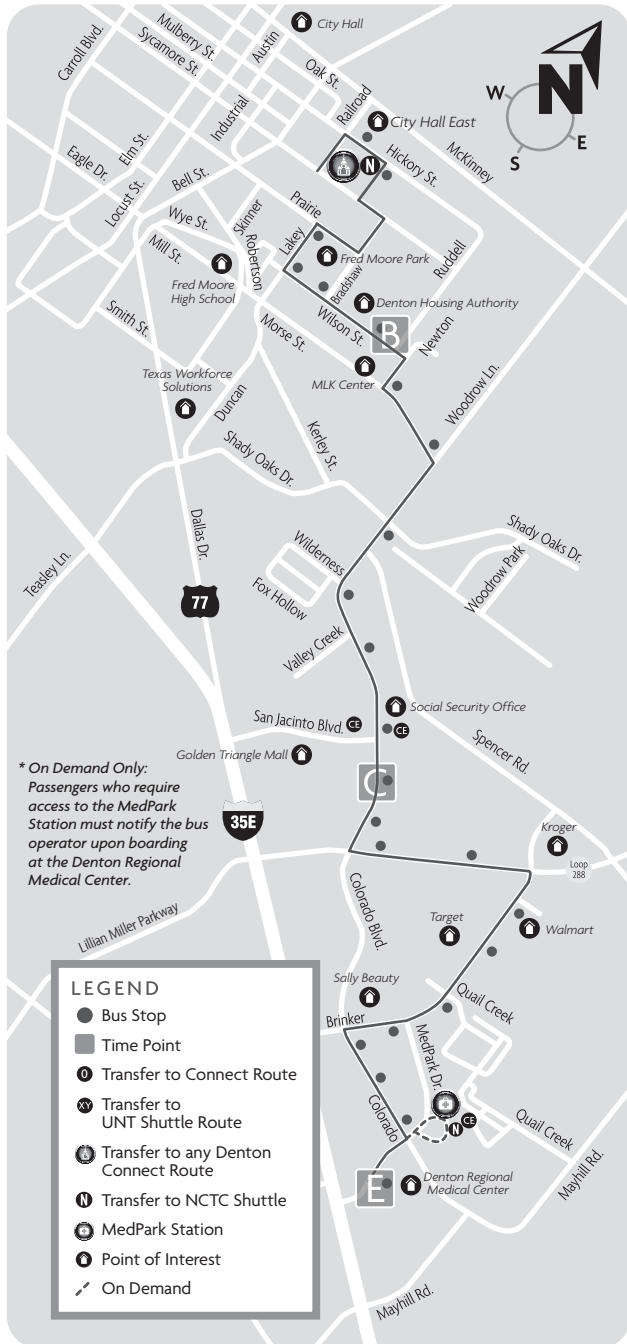 City Hall
Carroll Blvd.
Mulberry St.
Sycamore St.
Austin
Oak St.
Railroad
Industrial
City Hall East
McKinney
N
W
E
S
Elm St.
Eagle Dr.
Locust St.
Bell St.
N
Hickory St.
Prairie
Wye St.
Skinner
Robertson
Lakey
Mill St.
Fred Moore
High School
Fred Moore Park
Bradshaw
Ruddell
Denton Housing Authority
Smith St.
Morse St.
Wilson St.
B
Newton
MLK Center
Texas Workforce
Solutions
Duncan
Woodrow Ln.
Kerley St.
Shady Oaks Dr.
Dallas Dr.
Shady Oaks Dr.
Teasley Ln.
Wilderness
Woodrow Park
77
Fox Hollow
Valley Creek
Social Security Office
San Jacinto Blvd.
CE
CE
Golden Triangle Mall
Spencer Rd.
* On Demand Only:
Passengers who require
access to the MedPark
Station must notify the bus
operator upon boarding
at the Denton Regional
Medical Center.
C
35E
Kroger
Loop
288
Colorado Blvd.
Lillian Miller Parkway
Target
Walmart
Sally Beauty
Quail Creek
Brinker
MedPark Dr.
Colorado
CE
N
Quail Creek
Mayhill Rd.
E
Denton Regional
Medical Center
Mayhill Rd.
LEGEND
Bus Stop
Time Point
O Transfer to Connect Route
XY Transfer to
UNT Shuttle Route
Transfer to any Denton
Connect Route
N Transfer to NCTC Shuttle
MedPark Station
Point of Interest
On Demand